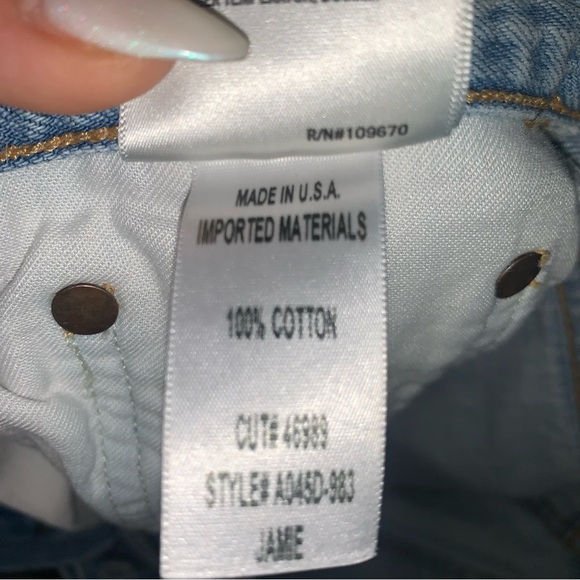 R/N#109670
MADE IN U.S.A.
IMPORTED MATERIALS
100% COTTON
CUT# 46989
STYLE# A045D-983
JAMIE